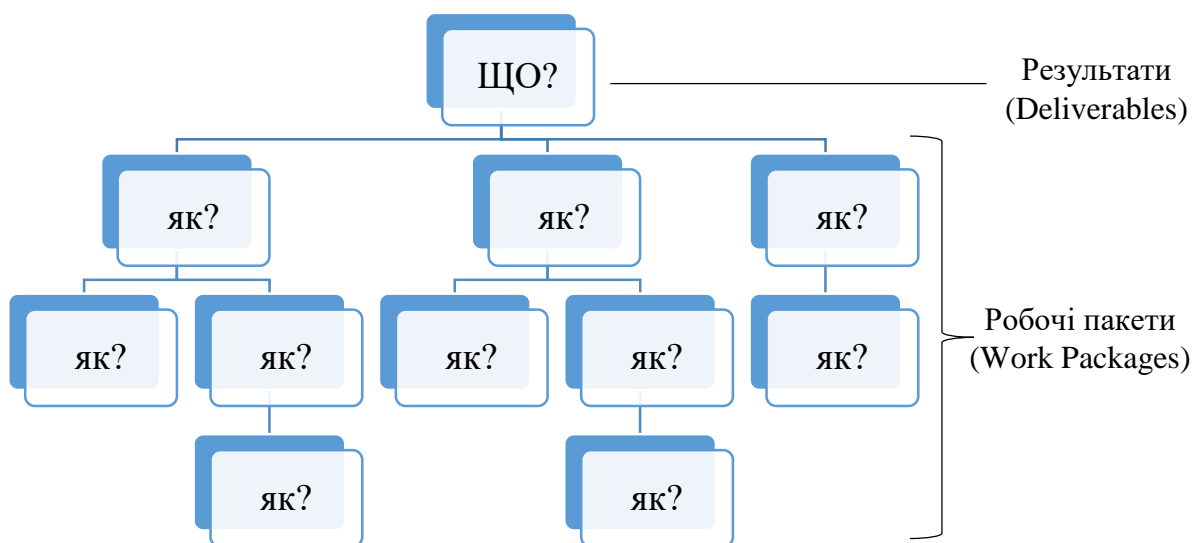 ЩО?
Результати
(Deliverables)
як?
як?
як?
як?
як?
як?
як?
як?
Робочі пакети
(Work Packages)
як?
як?